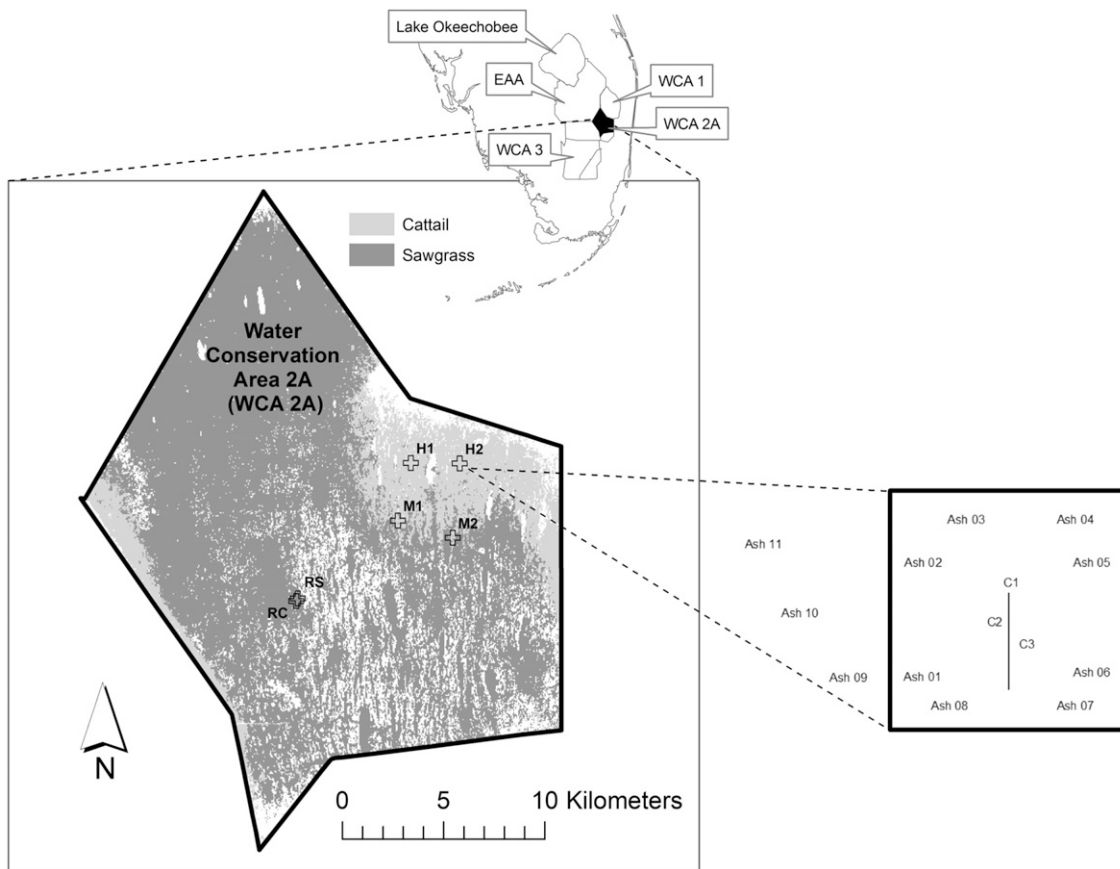 Lake Okeechobee
EAA
WCA 1
WCA 2A
WCA 3
Cattail
Sawgrass
Water
Conservation
Area 2A
(WCA 2A)
H1
H2
M1
M2
RS
RC
N
0 5 10 Kilometers
Ash 03
Ash 04
Ash 11
Ash 02
Ash 05
C1
Ash 10
C2
C3
Ash 09
Ash 01
Ash 06
Ash 08
Ash 07